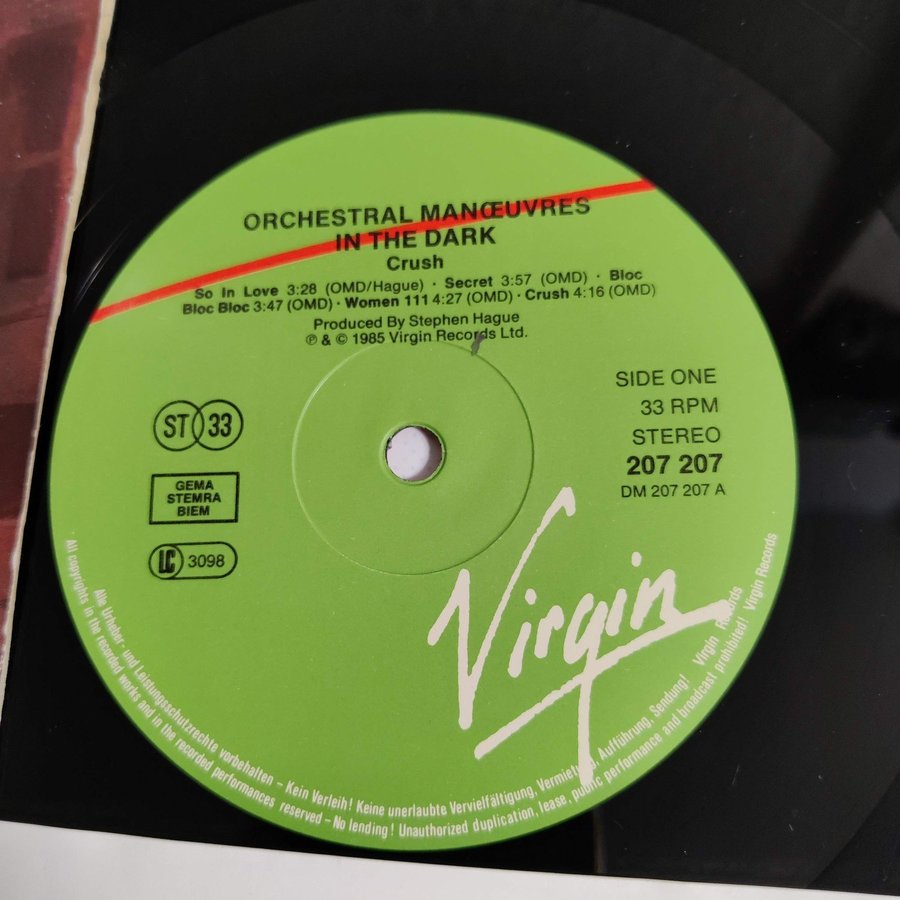 ORCHESTRAL MANŒUVRES
IN THE DARK
Crush
So In Love 3:28 (OMD/Hague) · Secret 3:57 (OMD) · Bloc
Bloc Bloc 3:47 (OMD) · Women 111 4:27 (OMD) · Crush 4:16 (OMD)
Produced By Stephen Hague
℗ & © 1985 Virgin Records Ltd.
SIDE ONE
33 RPM
STEREO
207 207
DM 207 207 A
ST 33
GEMA
STEMRA
BIEM
LC 3098
Virgin
Alle Urheber- und Leistungsschutzrechte vorbehalten – Kein Verleih! Keine unerlaubte Vervielfältigung, Vermietung, Aufführung, Sendung! Virgin Records
All copyrights in the recorded works and in the recorded performances reserved – No lending! Unauthorized duplication, lease, public performance and broadcast prohibited! Virgin Records